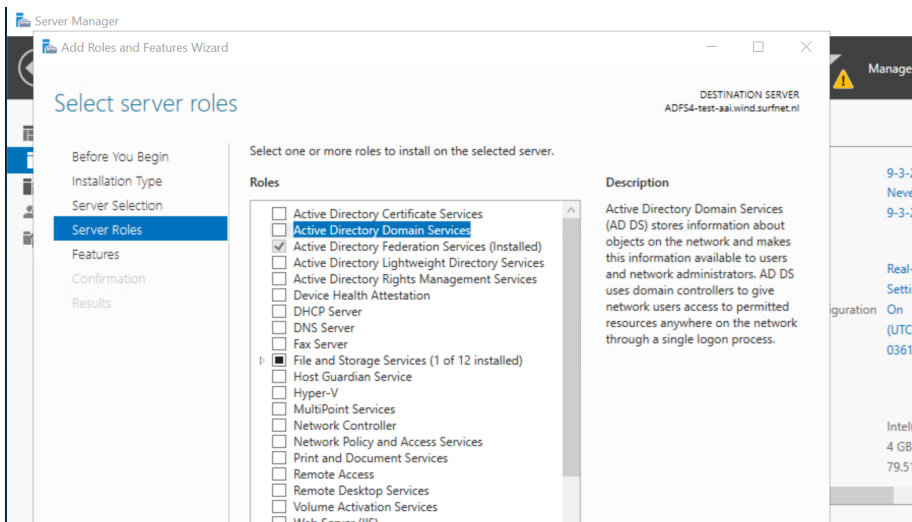 Server Manager
Add Roles and Features Wizard
Manage
Select server roles
DESTINATION SERVER
ADFS4-test-aai.wind.surfnet.nl
Before You Begin
Installation Type
Server Selection
Server Roles
Features
Confirmation
Results
Select one or more roles to install on the selected server.
Roles
Active Directory Certificate Services
Active Directory Domain Services
Active Directory Federation Services (Installed)
Active Directory Lightweight Directory Services
Active Directory Rights Management Services
Device Health Attestation
DHCP Server
DNS Server
Fax Server
File and Storage Services (1 of 12 installed)
Host Guardian Service
Hyper-V
MultiPoint Services
Network Controller
Network Policy and Access Services
Print and Document Services
Remote Access
Remote Desktop Services
Volume Activation Services
Web Server (IIS)
Description
Active Directory Domain Services
(AD DS) stores information about
objects on the network and makes
this information available to users
and network administrators. AD DS
uses domain controllers to give
network users access to permitted
resources anywhere on the network
through a single logon process.
9-3-2
Neve
9-3-2
Real-
Setti
iguration On
(UTC
0361
Intel
4 GB
79.51